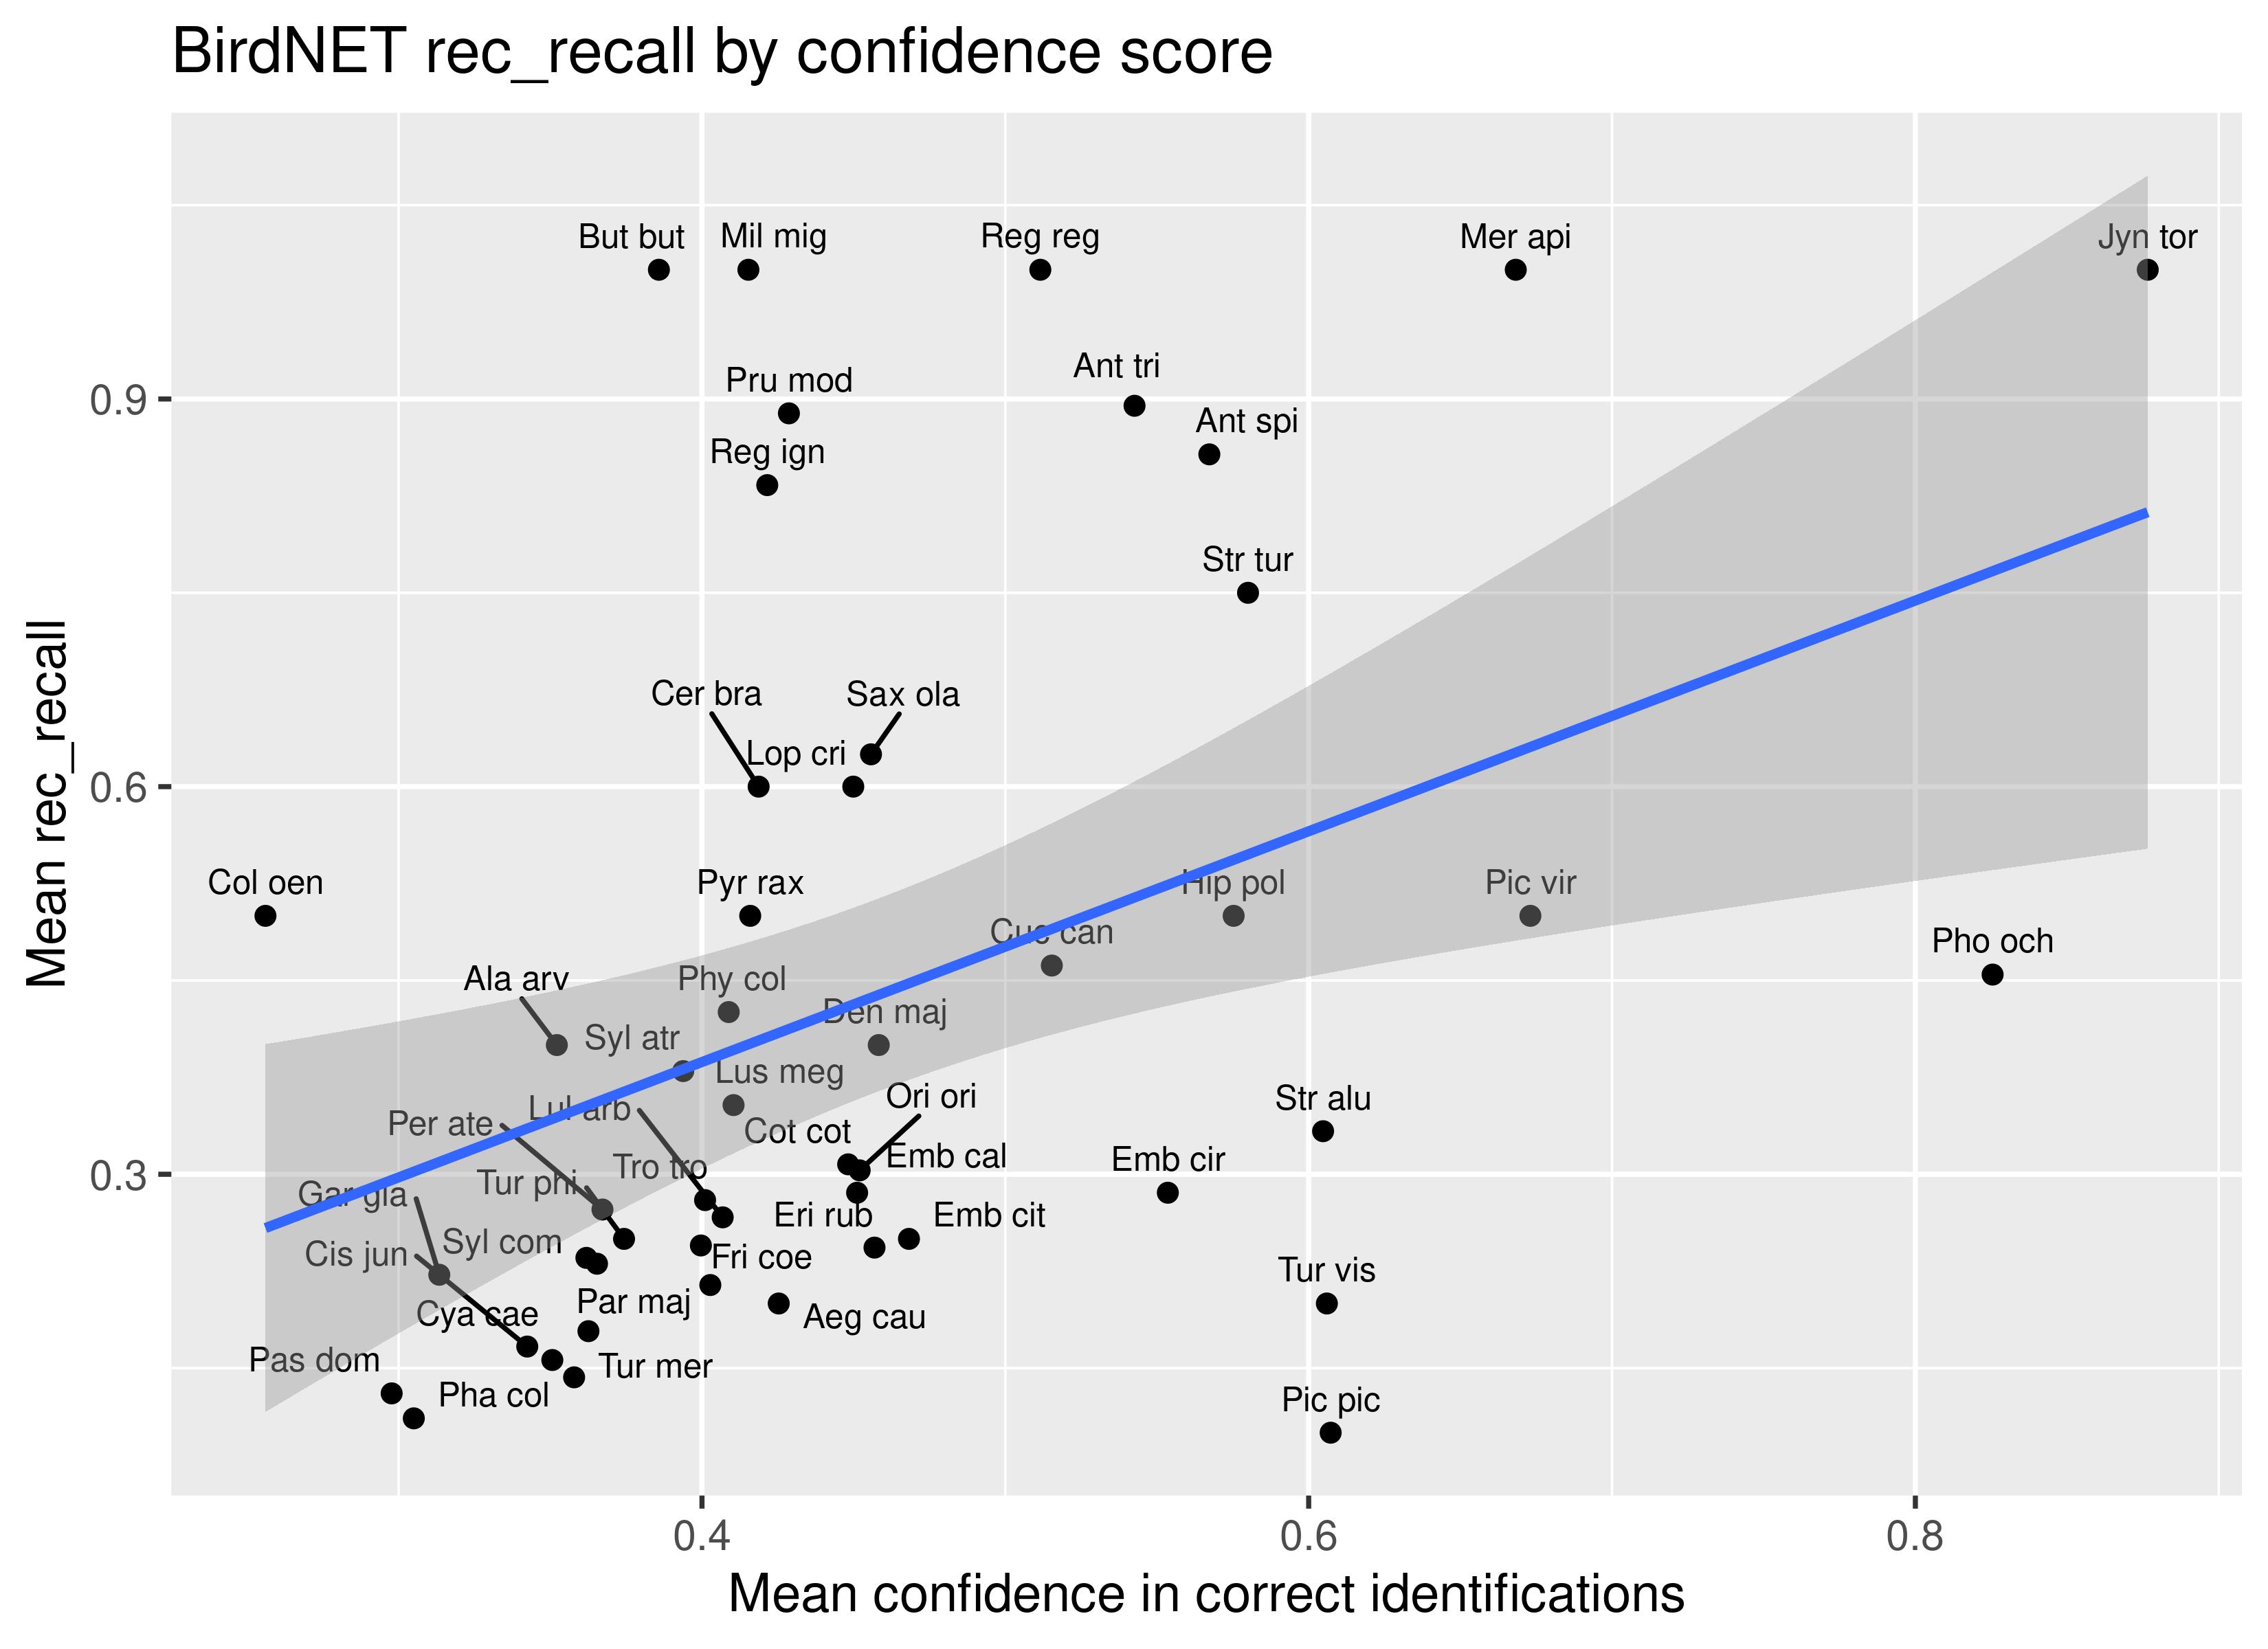 BirdNET rec_recall by confidence score
But but
Mil mig
Reg reg
Mer api
Jyn tor
Ant tri
Pru mod
0.9
Ant spi
Reg ign
Str tur
Cer bra
Sax ola
Lop cri
0.6
Mean rec_recall
Col oen
Pyr rax
Hip pol
Pic vir
Cuc can
Pho och
Ala arv
Phy col
Den maj
Syl atr
Lus meg
Ori ori
Str alu
Lul arb
Per ate
Cot cot
Emb cal
Emb cir
Tro tro
0.3
Tur phi
Gar gla
Eri rub
Emb cit
Syl com
Cis jun
Fri coe
Tur vis
Par maj
Cya cae
Aeg cau
Pas dom
Tur mer
Pha col
Pic pic
0.4
0.6
0.8
Mean confidence in correct identifications